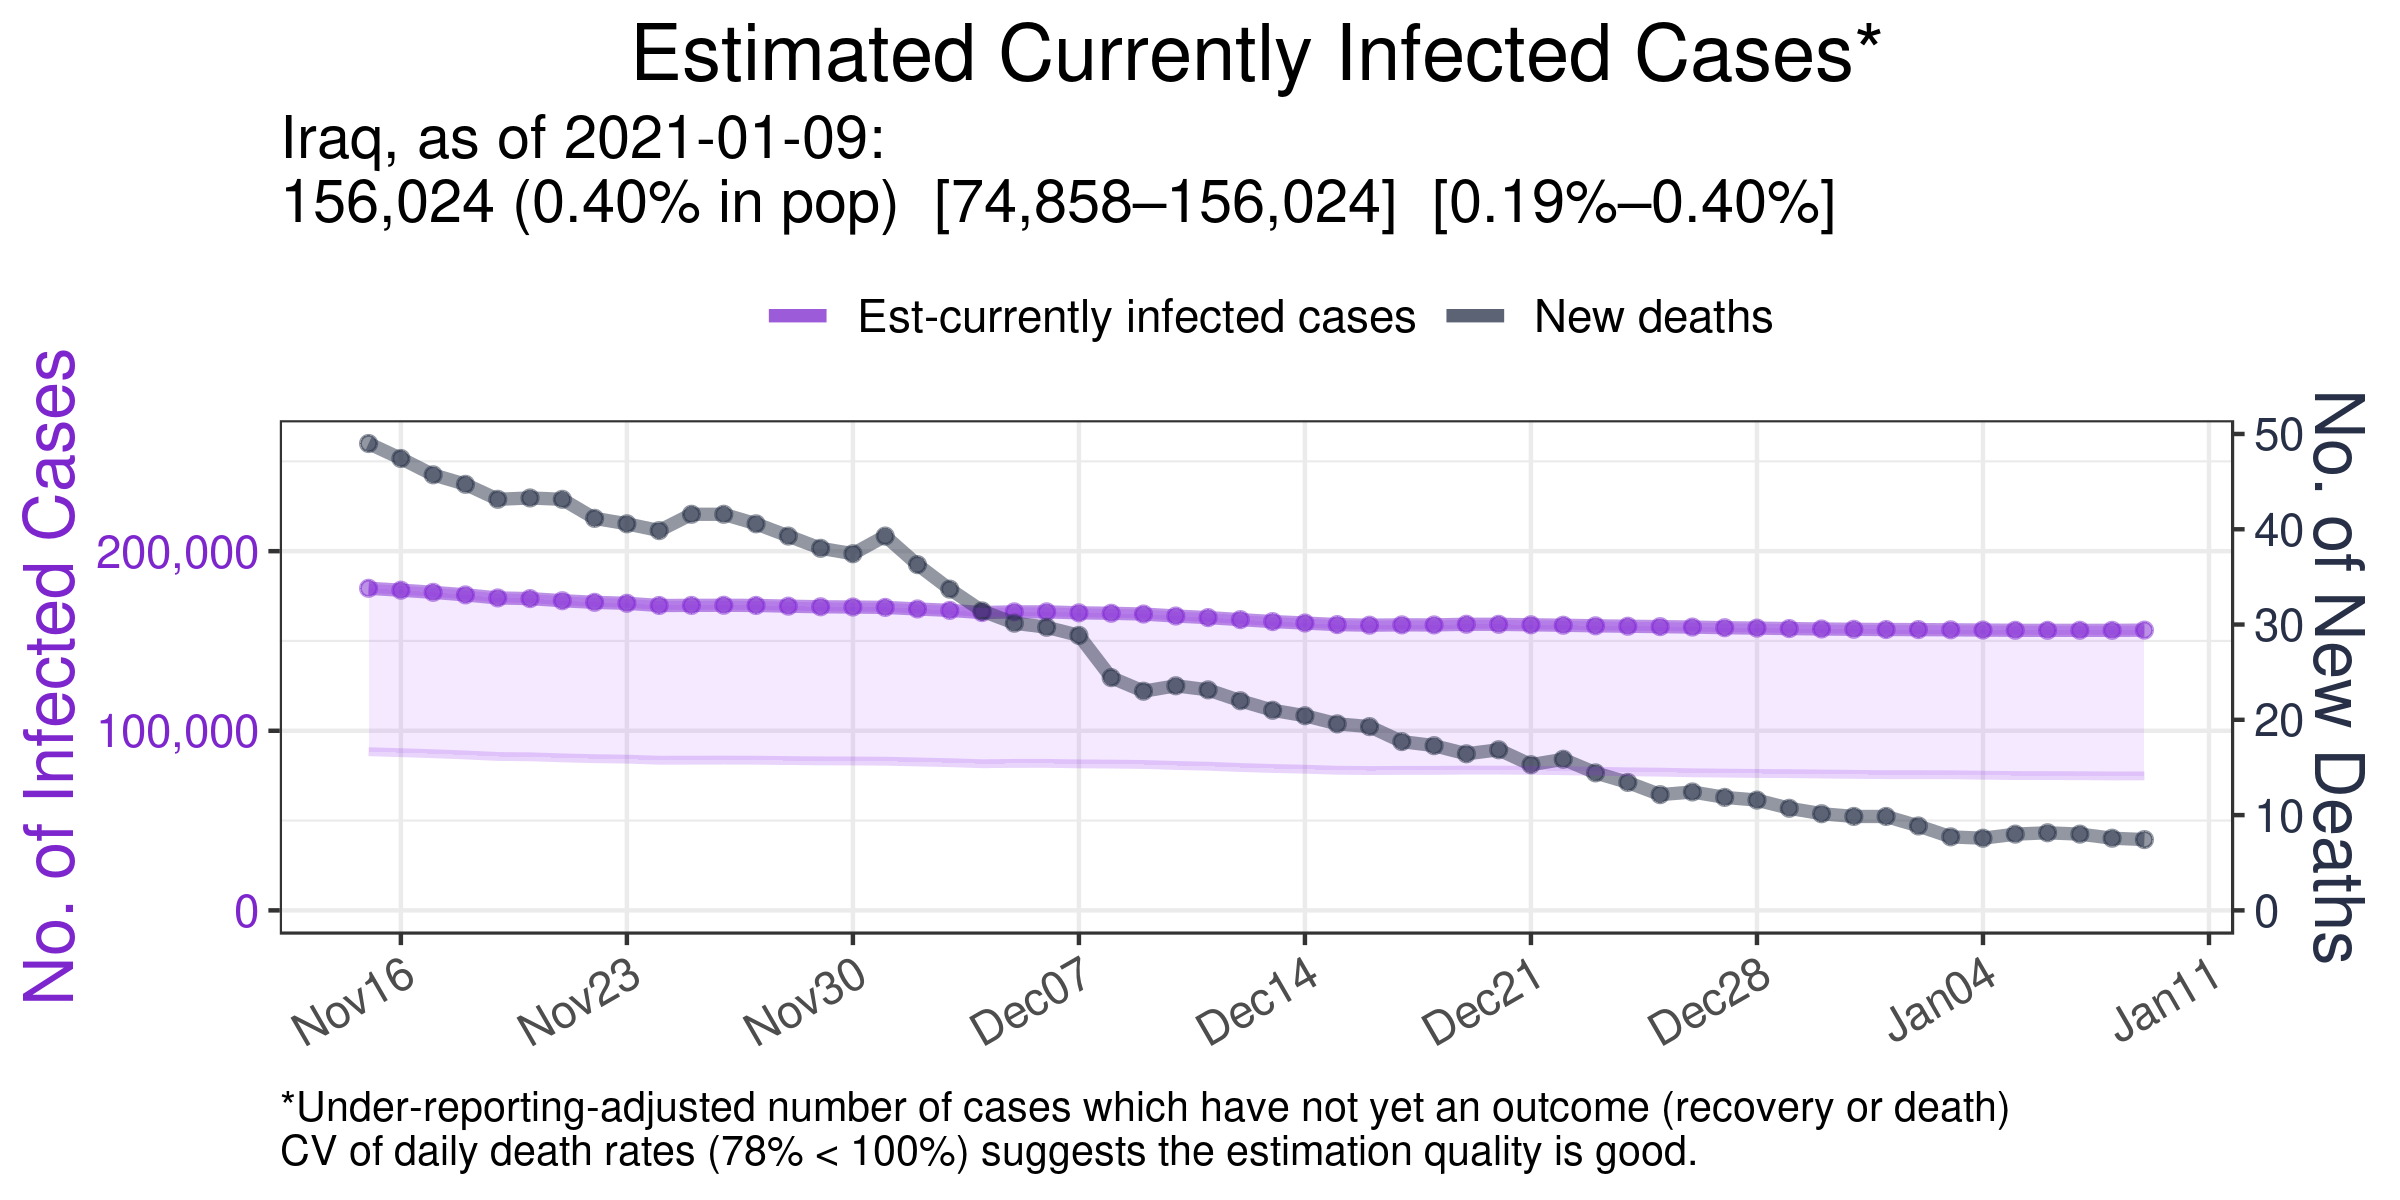 Estimated Currently Infected Cases*
Iraq, as of 2021-01-09:
156,024 (0.40% in pop)  [74,858–156,024]  [0.19%–0.40%]
Est-currently infected cases
New deaths
No. of Infected Cases
200,000
100,000
0
50
40
30
20
10
0
No. of New Deaths
Nov16
Nov23
Nov30
Dec07
Dec14
Dec21
Dec28
Jan04
Jan11
*Under-reporting-adjusted number of cases which have not yet an outcome (recovery or death)
CV of daily death rates (78% < 100%) suggests the estimation quality is good.